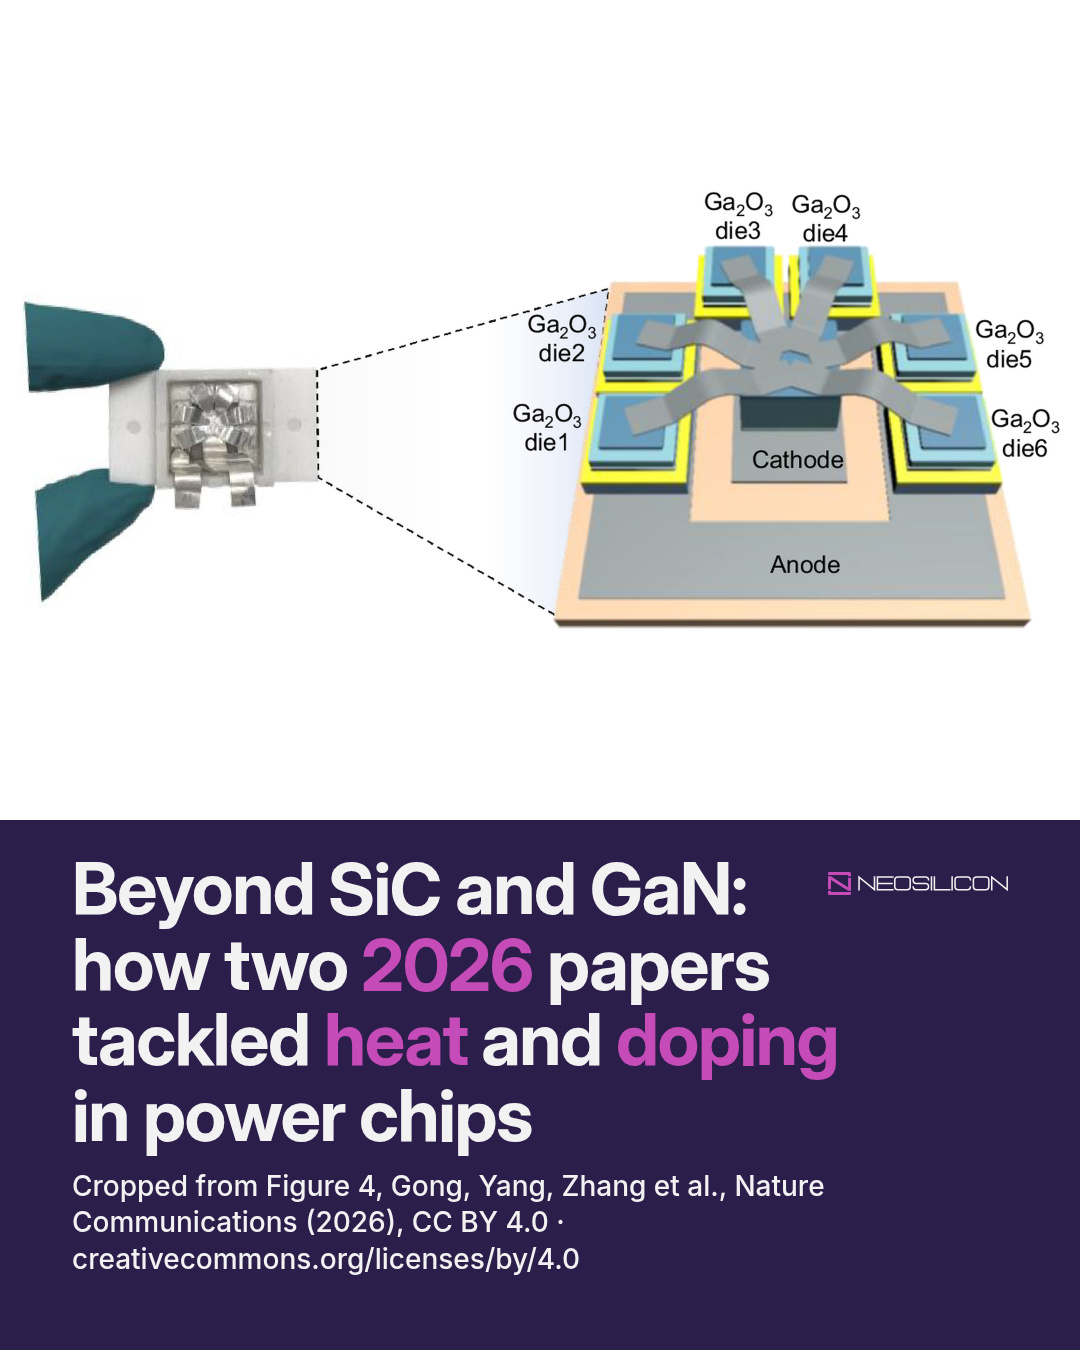 Ga₂O₃ Ga₂O₃
die3 die4
Ga₂O₃
die2
Ga₂O₃
die5
Ga₂O₃
die1
Ga₂O₃
die6
Cathode
Anode
Beyond SiC and GaN:
NEOSILICON
how two 2026 papers
tackled heat and doping
in power chips
Cropped from Figure 4, Gong, Yang, Zhang et al., Nature
Communications (2026), CC BY 4.0 ·
creativecommons.org/licenses/by/4.0